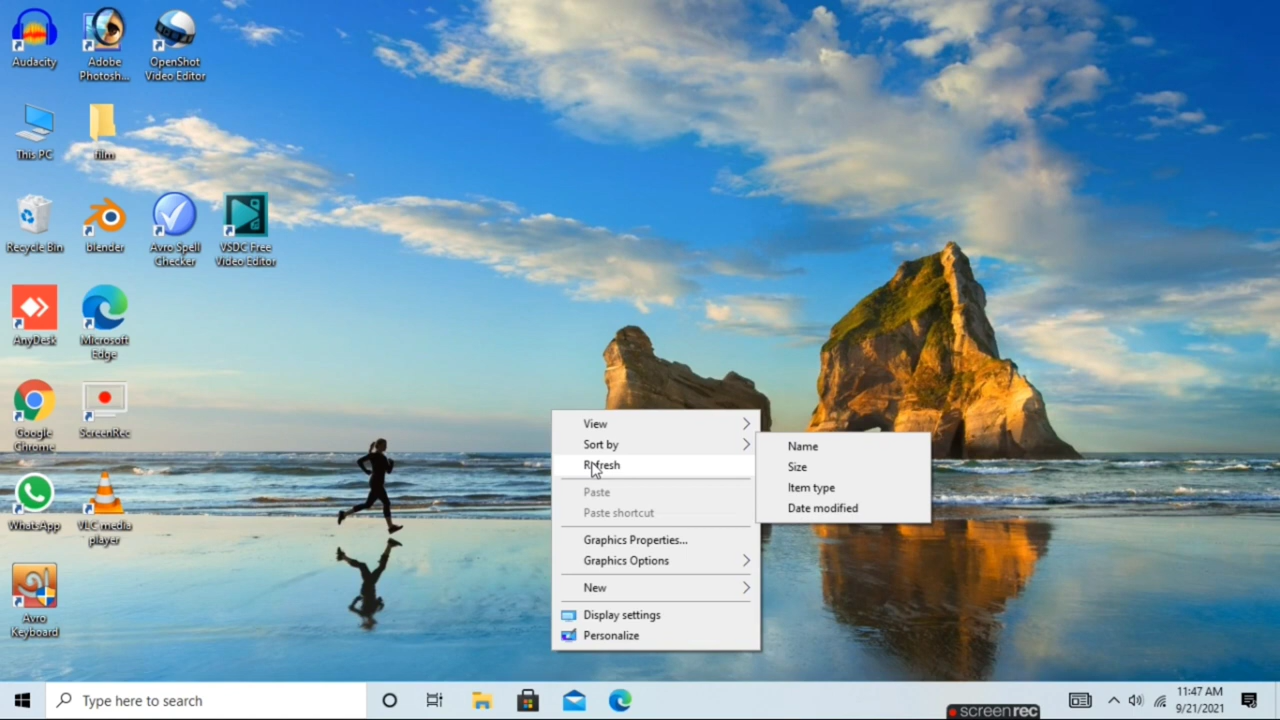 Audacity
Adobe
Photosh...
OpenShot
Video Editor
This PC
film
Recycle Bin
Blender
Avro Spell
Checker
VSDC Free
Video Editor
AnyDesk
Microsoft
Edge
Google
Chrome
ScreenRec
WhatsApp
VLC media
player
Avro
Keyboard
View
Sort by
Refresh
Paste
Paste shortcut
Graphics Properties...
Graphics Options
New
Display settings
Personalize
Name
Size
Item type
Date modified
Type here to search
screenrec
11:47 AM
9/21/2021